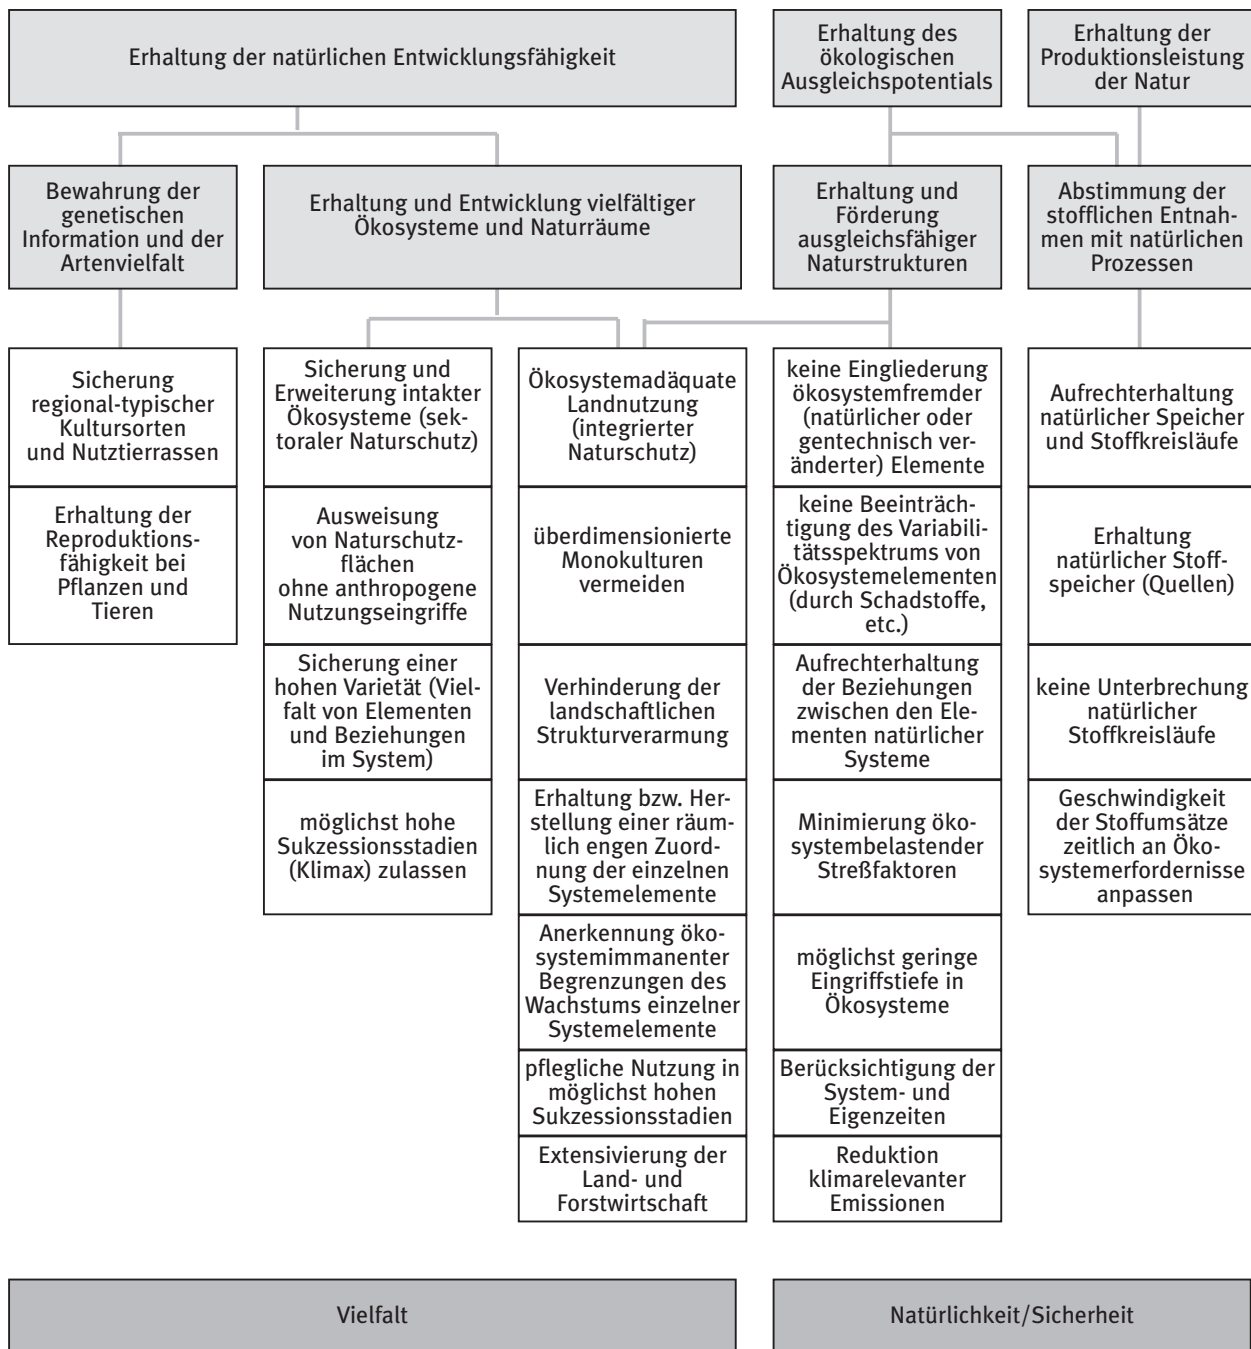 Erhaltung der natürlichen Entwicklungsfähigkeit
Erhaltung des
ökologischen
Ausgleichspotentials
Erhaltung der
Produktionsleistung
der Natur
Bewahrung der
genetischen
Information und der
Artenvielfalt
Erhaltung und Entwicklung vielfältiger
Ökosysteme und Naturräume
Erhaltung und
Förderung
ausgleichsfähiger
Naturstrukturen
Abstimmung der
stofflichen Entnah-
men mit natürlichen
Prozessen
Sicherung
regional-typischer
Kultursorten
und Nutztierrassen
Erhaltung der
Reproduktions-
fähigkeit bei
Pflanzen und
Tieren
Sicherung und
Erweiterung intakter
Ökosysteme (sek-
toraler Naturschutz)
Ausweisung
von Naturschutz-
flächen
ohne anthropogene
Nutzungseingriffe
Sicherung einer
hohen Varietät (Viel-
falt von Elementen
und Beziehungen
im System)
möglichst hohe
Sukzessionsstadien
(Klimax) zulassen
Ökosystemadäquate
Landnutzung
(integrierter
Naturschutz)
überdimensionierte
Monokulturen
vermeiden
Verhinderung der
landschaftlichen
Strukturverarmung
Erhaltung bzw. Her-
stellung einer räum-
lich engen Zuord-
nung der einzelnen
Systemelemente
Anerkennung öko-
systemimmanenter
Begrenzungen des
Wachstums einzelner
Systemelemente
pflegliche Nutzung in
möglichst hohen
Sukzessionsstadien
Extensivierung der
Land- und
Forstwirtschaft
keine Eingliederung
ökosystemfremder
(natürlicher oder
gentechnisch ver-
änderter) Elemente
keine Beeinträch-
tigung des Variabili-
tätsspektrums von
Ökosystemelementen
(durch Schadstoffe,
etc.)
Aufrechterhaltung
der Beziehungen
zwischen den Ele-
menten natürlicher
Systeme
Minimierung öko-
systembelastender
Streßfaktoren
möglichst geringe
Eingriffstiefe in
Ökosysteme
Berücksichtigung der
System- und
Eigenzeiten
Reduktion
klimarelevanter
Emissionen
Aufrechterhaltung
natürlicher Speicher
und Stoffkreisläufe
Erhaltung
natürlicher Stoff-
speicher (Quellen)
keine Unterbrechung
natürlicher
Stoffkreisläufe
Geschwindigkeit
der Stoffumsätze
zeitlich an Öko-
systemerfordernisse
anpassen
Vielfalt
Natürlichkeit/Sicherheit